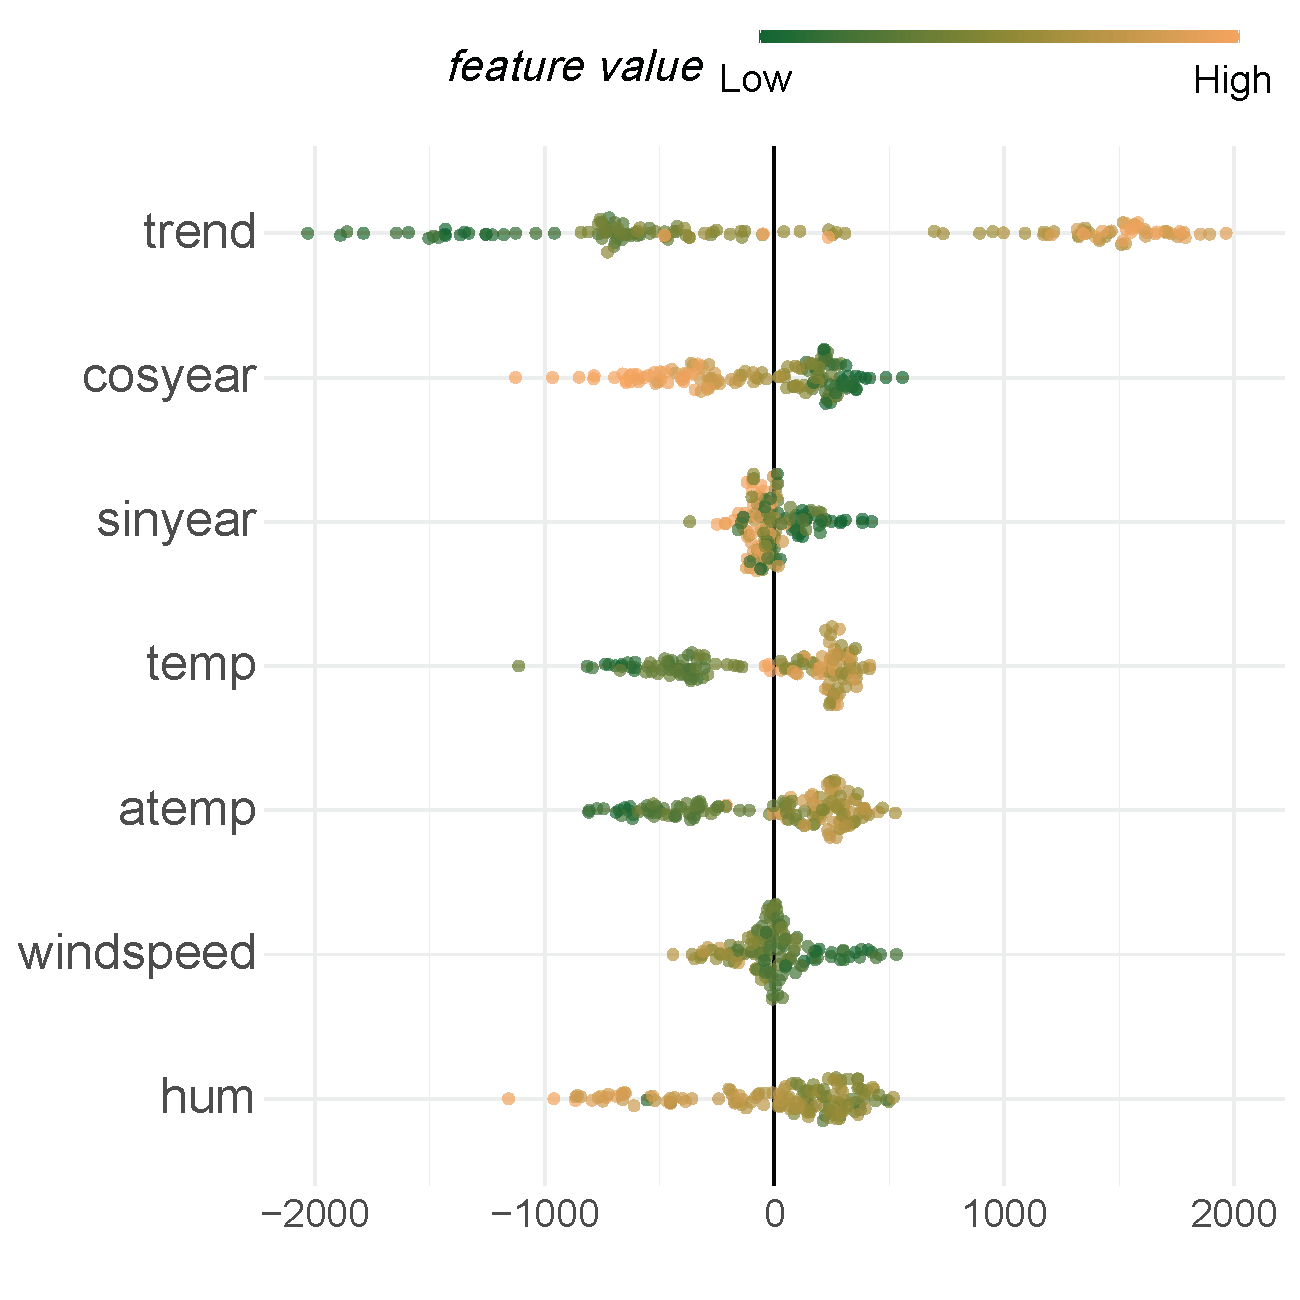 feature value
Low High
trend
cosyear
sinyear
temp
atemp
windspeed
hum
−2000 −1000 0 1000 2000